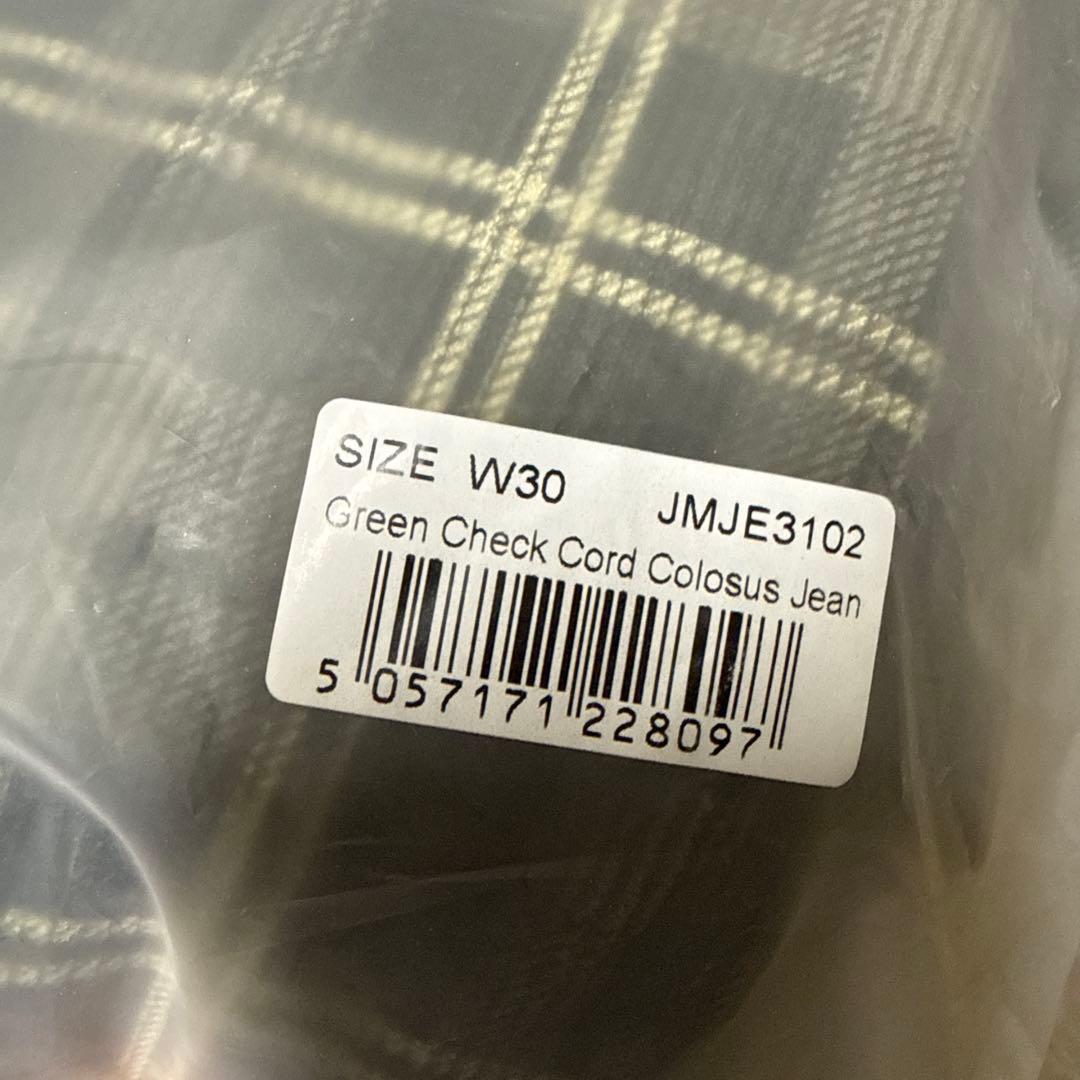 SIZE W30 JMJE3102
Green Check Cord Colosus Jean
5 057171 228097